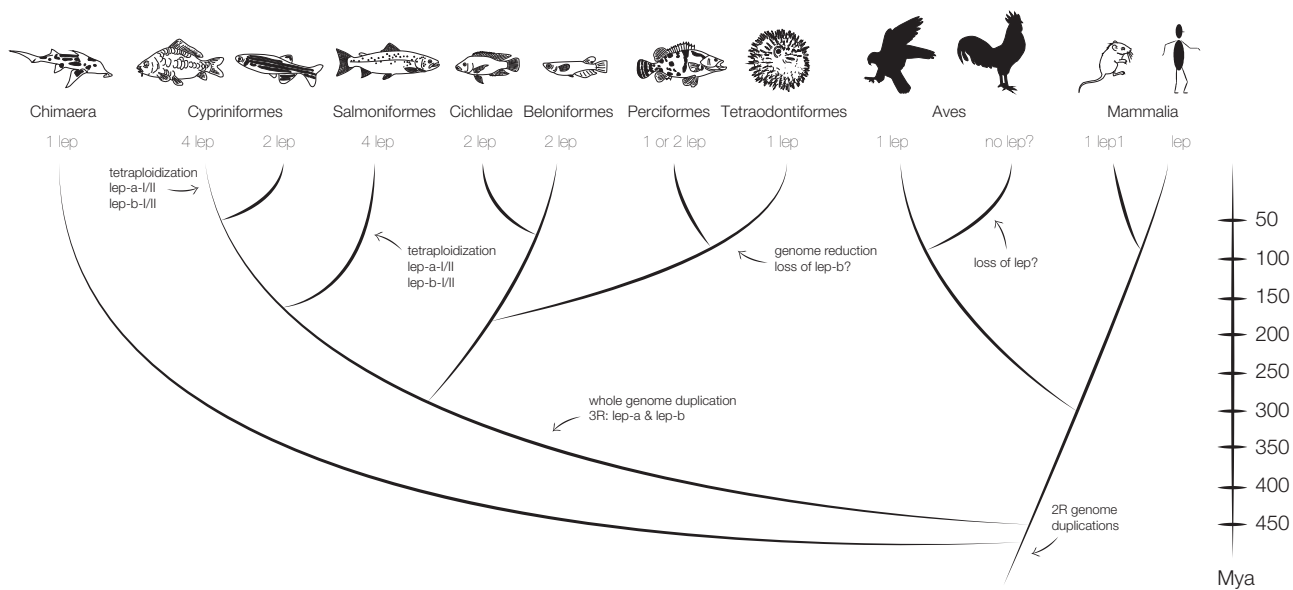 Chimaera
Cypriniformes
Salmoniformes
Cichlidae
Beloniformes
Perciformes
Tetraodontiformes
Aves
Mammalia
1 lep
4 lep
2 lep
4 lep
2 lep
2 lep
1 or 2 lep
1 lep
1 lep
no lep?
1 lep1
lep
tetraploidization
lep-a-I/II
lep-b-I/II
tetraploidization
lep-a-I/II
lep-b-I/II
genome reduction
loss of lep-b?
loss of lep?
whole genome duplication
3R: lep-a & lep-b
2R genome
duplications
50
100
150
200
250
300
350
400
450
Mya